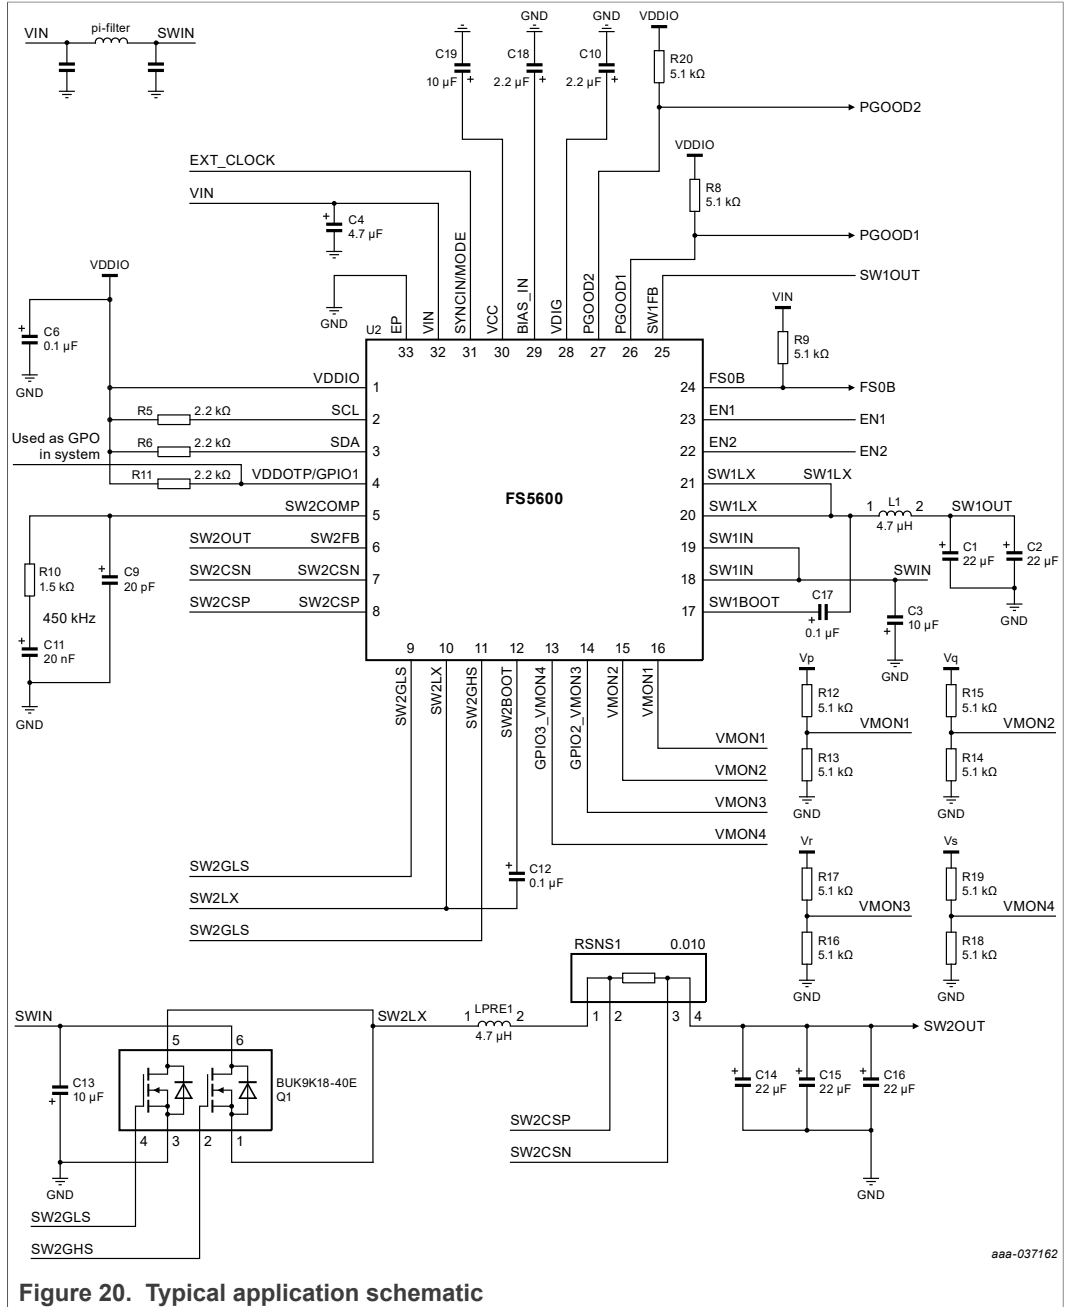 VIN
pi-filter
SWIN
C19
10 µF
+
GND
C18
2.2 µF
+
GND
C10
2.2 µF
+
VDDIO
R20
5.1 kΩ
PGOOD2
VDDIO
R8
5.1 kΩ
PGOOD1
SW1OUT
EXT_CLOCK
VIN
+
C4
4.7 µF
VDDIO
+
C6
0.1 µF
GND
GND
U2
EP
VIN
SYNCIN/MODE
VCC
BIAS_IN
VDIG
PGOOD2
PGOOD1
SW1FB
33
32
31
30
29
28
27
26
25
VIN
R9
5.1 kΩ
VDDIO
1
24
FS0B
FS0B
R5
2.2 kΩ
SCL
2
23
EN1
EN1
Used as GPO
in system
R6
2.2 kΩ
SDA
3
22
EN2
EN2
R11
2.2 kΩ
VDDOTP/GPIO1
4
FS5600
21
SW1LX
SW1LX
SW2COMP
5
20
SW1LX
1
L1
2
4.7 µH
SW1OUT
+
C1
22 µF
+
C2
22 µF
GND
SW2OUT
SW2FB
6
19
SW1IN
R10
1.5 kΩ
+
C9
20 pF
SW2CSN
SW2CSN
7
18
SW1IN
SWIN
450 kHz
SW2CSP
SW2CSP
8
17
SW1BOOT
C17
+
0.1 µF
C3
10 µF
+
GND
+
C11
20 nF
GND
9
10
11
12
13
14
15
16
SW2GLS
SW2LX
SW2GHS
SW2BOOT
GPIO3_VMON4
GPIO2_VMON3
VMON2
VMON1
VMON1
VMON2
VMON3
VMON4
Vp
R12
5.1 kΩ
VMON1
R13
5.1 kΩ
GND
Vq
R15
5.1 kΩ
VMON2
R14
5.1 kΩ
GND
SW2GLS
+
C12
0.1 µF
SW2LX
SW2GLS
Vr
R17
5.1 kΩ
VMON3
R16
5.1 kΩ
GND
Vs
R19
5.1 kΩ
VMON4
R18
5.1 kΩ
GND
RSNS1
0.010
1
2
3
4
SWIN
SW2LX
1
LPRE1
2
4.7 µH
SW2OUT
C13
10 µF
+
5
6
BUK9K18-40E
Q1
4
3
2
1
+
C14
22 µF
+
C15
22 µF
+
C16
22 µF
SW2CSP
SW2CSN
GND
GND
SW2GLS
SW2GHS
aaa-037162
Figure 20. Typical application schematic